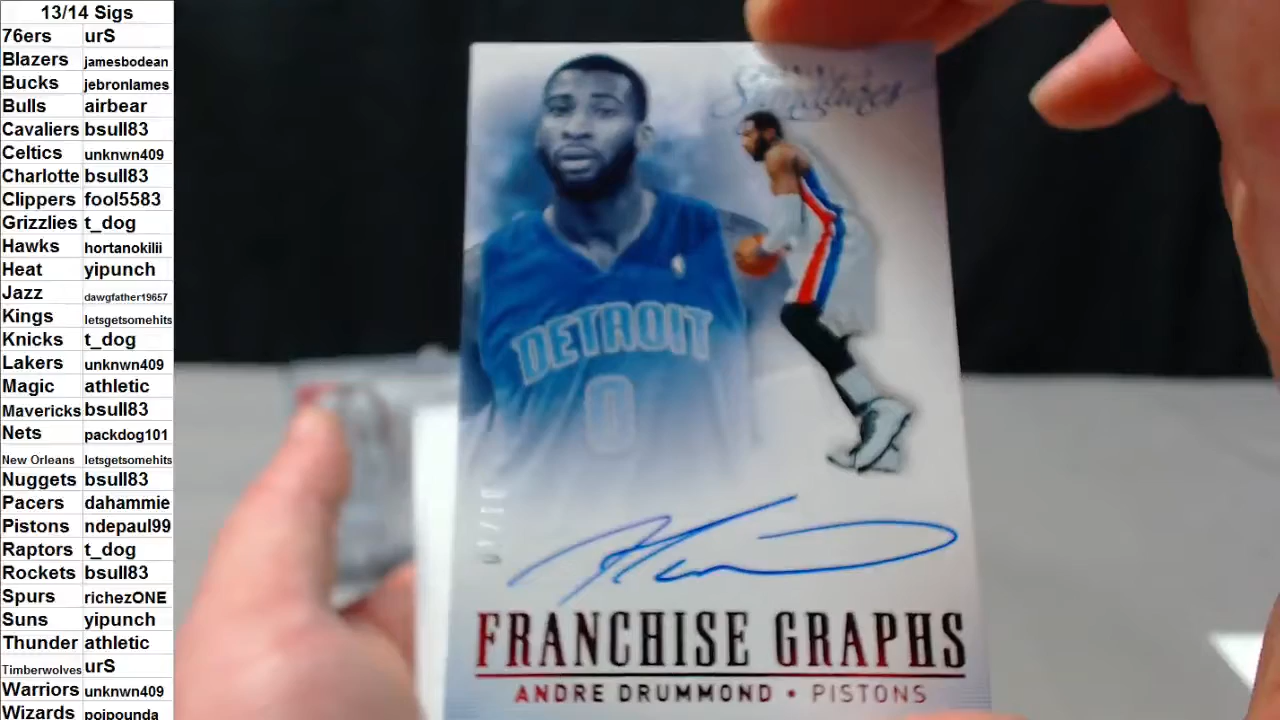 13/14 Sigs
76ers urS
Blazers jamesbodean
Bucks jebronlames
Bulls airbear
Cavaliers bsull83
Celtics unknwn409
Charlotte bsull83
Clippers fool5583
Grizzlies t_dog
Hawks hortanokilii
Heat yipunch
Jazz dawgfather19657
Kings letsgetsomehits
Knicks t_dog
Lakers unknwn409
Magic athletic
Mavericks bsull83
Nets packdog101
New Orleans letsgetsomehits
Nuggets bsull83
Pacers dahammie
Pistons ndepaul99
Raptors t_dog
Rockets bsull83
Spurs richezONE
Suns yipunch
Thunder athletic
Timberwolves urS
Warriors unknwn409
Wizards poipounda
Signatures
DETROIT
0
FRANCHISE GRAPHS
ANDRE DRUMMOND • PISTONS